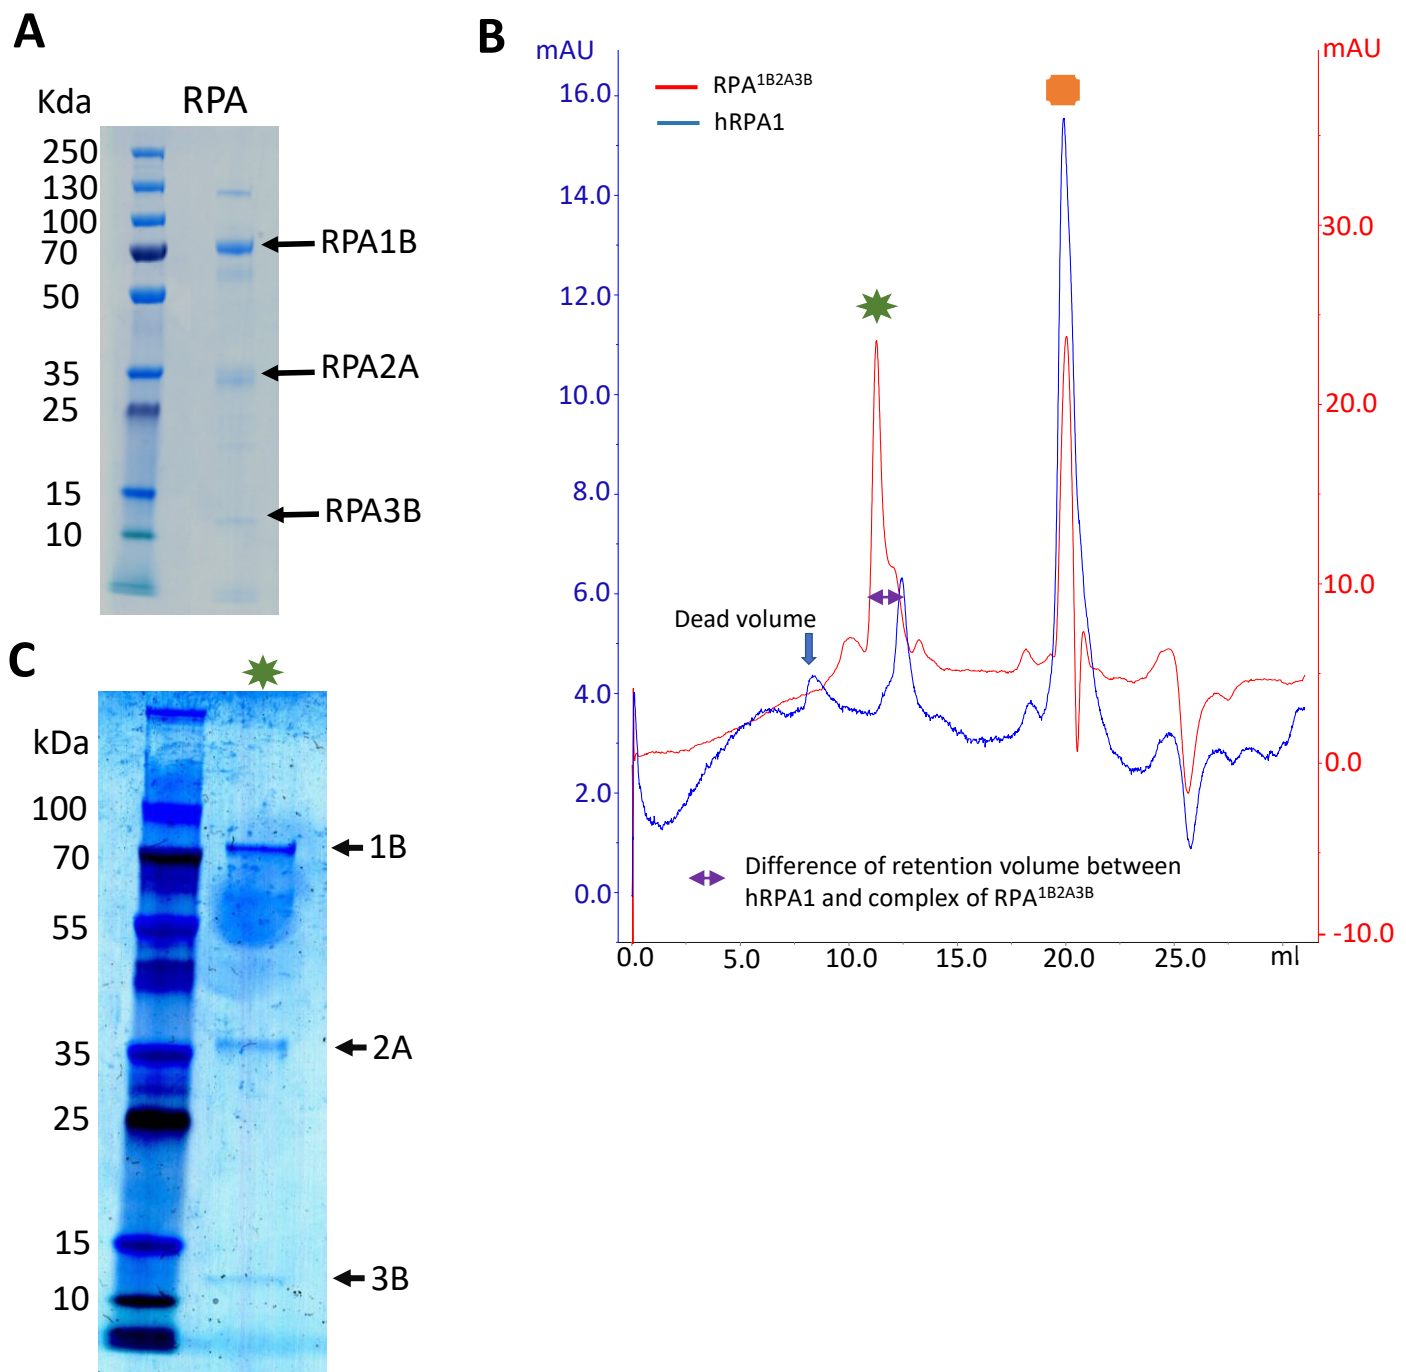 A
Kda
RPA
250
130
100
70
50
35
25
15
10
RPA1B
RPA2A
RPA3B
B
mAU
mAU
16.0
14.0
12.0
10.0
8.0
6.0
4.0
2.0
0.0
RPA1B2A3B
hRPA1
Dead volume
30.0
20.0
10.0
0.0
-10.0
Difference of retention volume between
hRPA1 and complex of RPA1B2A3B
0.0 5.0 10.0 15.0 20.0 25.0 ml
C
kDa
100
70
55
35
25
15
10
1B
2A
3B